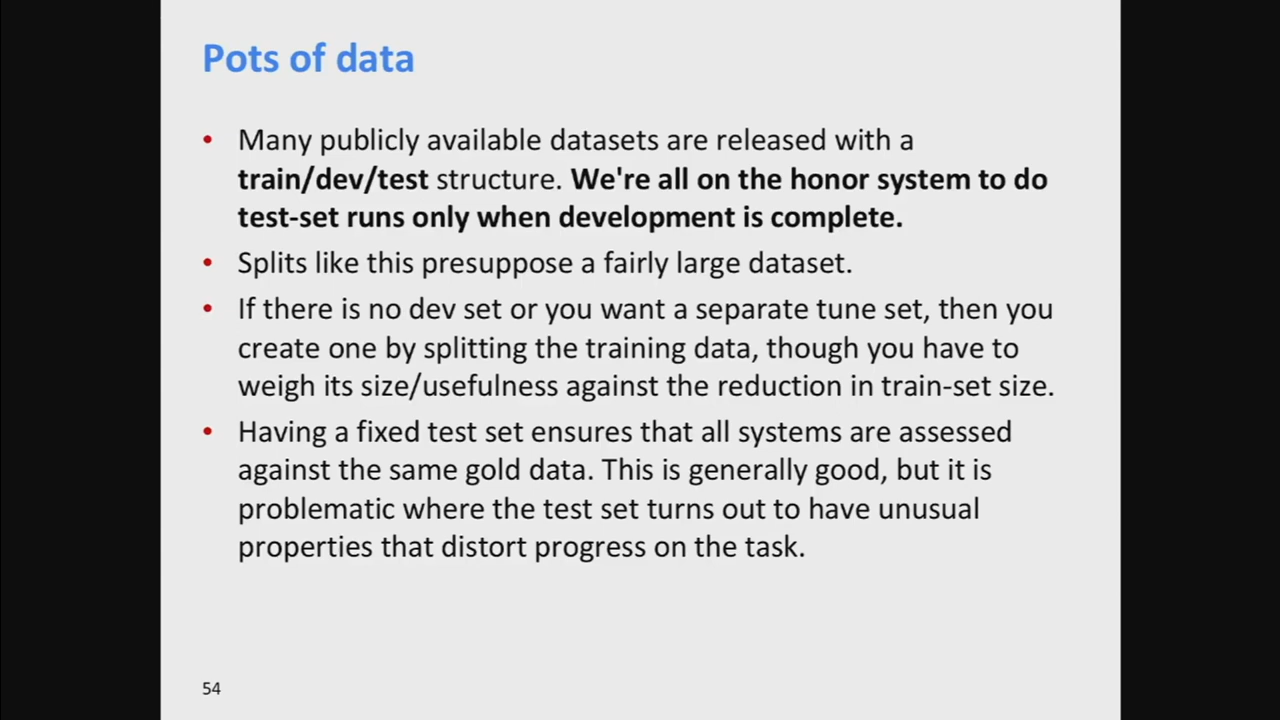 Pots of data
• Many publicly available datasets are released with a
train/dev/test structure. We're all on the honor system to do
test-set runs only when development is complete.
• Splits like this presuppose a fairly large dataset.
• If there is no dev set or you want a separate tune set, then you
create one by splitting the training data, though you have to
weigh its size/usefulness against the reduction in train-set size.
• Having a fixed test set ensures that all systems are assessed
against the same gold data. This is generally good, but it is
problematic where the test set turns out to have unusual
properties that distort progress on the task.
54